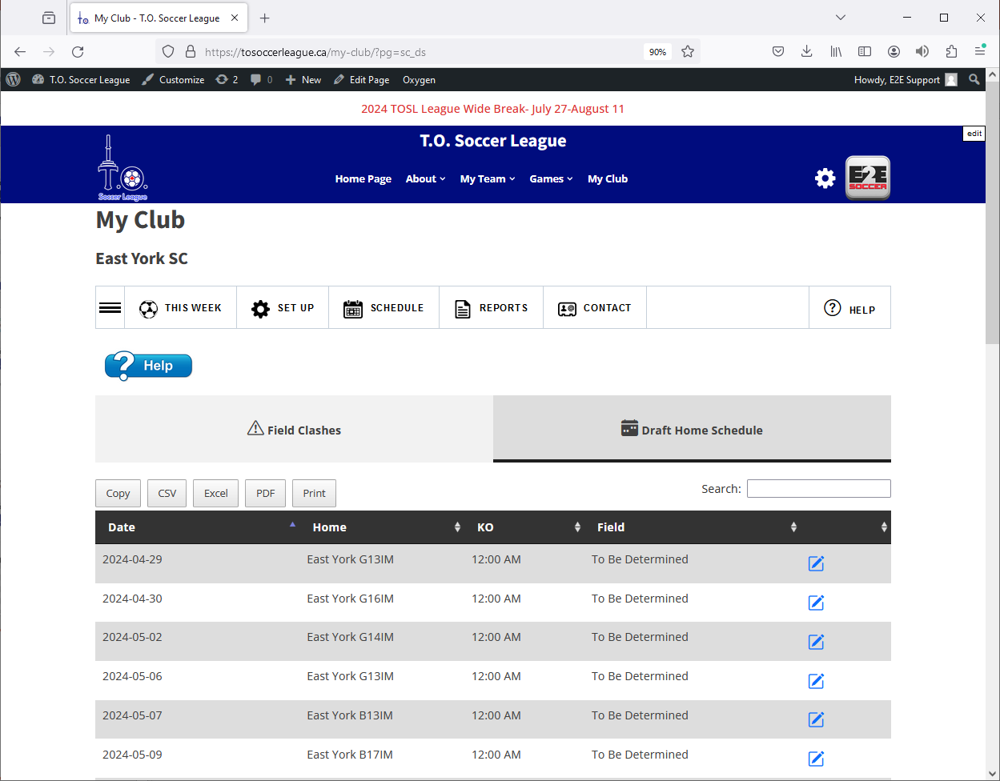 My Club - T.O. Soccer League
https://tosoccerleague.ca/my-club/?pg=sc_ds
90%
T.O. Soccer League Customize 2 0 New Edit Page Oxygen Howdy, E2E Support
2024 TOSL League Wide Break- July 27-August 11
edit
T.O. Soccer League
Home Page About My Team Games My Club
T
Soccer League
E2E
SOCCER
My Club
East York SC
THIS WEEK SET UP SCHEDULE REPORTS CONTACT HELP
? Help
Field Clashes Draft Home Schedule
Copy CSV Excel PDF Print Search:
Date Home KO Field
2024-04-29 East York G13IM 12:00 AM To Be Determined
2024-04-30 East York G16IM 12:00 AM To Be Determined
2024-05-02 East York G14IM 12:00 AM To Be Determined
2024-05-06 East York G13IM 12:00 AM To Be Determined
2024-05-07 East York B13IM 12:00 AM To Be Determined
2024-05-09 East York B17IM 12:00 AM To Be Determined